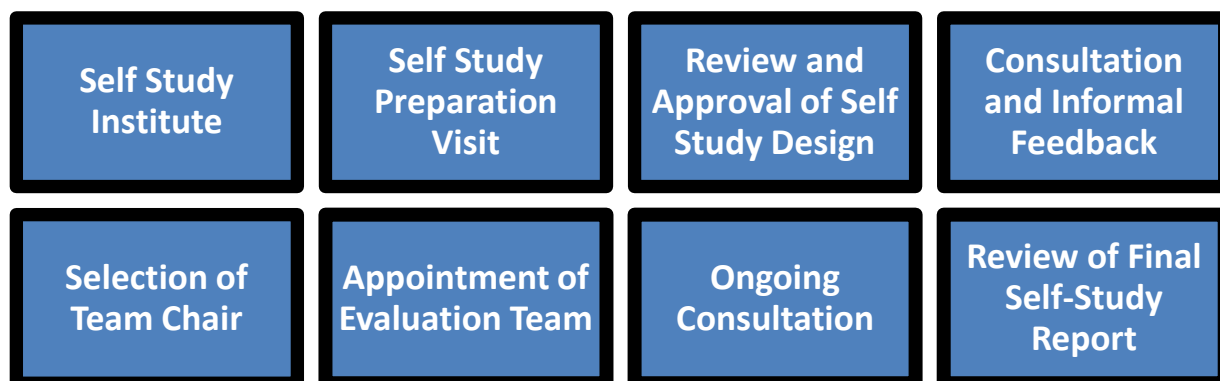 Self Study
Institute
Self Study
Preparation
Visit
Review and
Approval of Self
Study Design
Consultation
and Informal
Feedback
Selection of
Team Chair
Appointment of
Evaluation Team
Ongoing
Consultation
Review of Final
Self-Study
Report